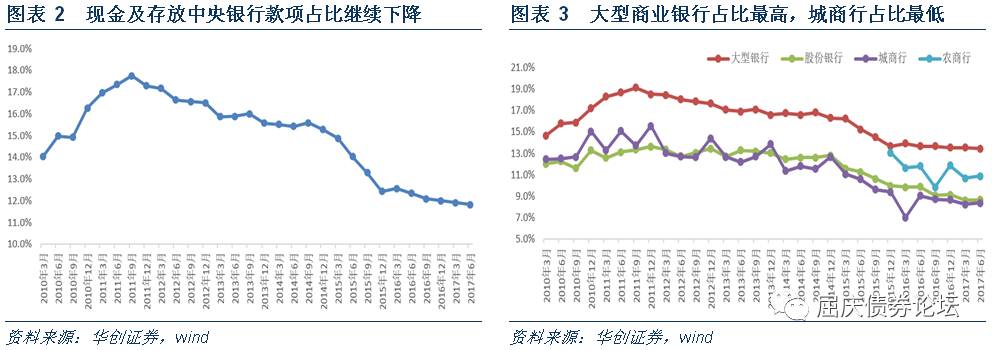 图表 2 现金及存放中央银行款项占比继续下降
19.0%
18.0%
17.0%
16.0%
15.0%
14.0%
13.0%
12.0%
11.0%
10.0%
2010年3月
2010年6月
2010年9月
2010年12月
2011年3月
2011年6月
2011年9月
2011年12月
2012年3月
2012年6月
2012年9月
2012年12月
2013年3月
2013年6月
2013年9月
2013年12月
2014年3月
2014年6月
2014年9月
2014年12月
2015年3月
2015年6月
2015年9月
2015年12月
2016年3月
2016年6月
2016年9月
2016年12月
2017年3月
2017年6月
资料来源：华创证券，wind
图表 3 大型商业银行占比最高，城商行占比最低
大型银行 股份银行 城商行 农商行
21.0%
19.0%
17.0%
15.0%
13.0%
11.0%
9.0%
7.0%
5.0%
2010年3月
2010年6月
2010年9月
2010年12月
2011年3月
2011年6月
2011年9月
2011年12月
2012年3月
2012年6月
2012年9月
2012年12月
2013年3月
2013年6月
2013年9月
2013年12月
2014年3月
2014年6月
2014年9月
2014年12月
2015年3月
2015年6月
2015年9月
2015年12月
2016年3月
2016年6月
2016年9月
2016年12月
2017年3月
2017年6月
屈庆债券论坛
资料来源：华创证券，wind